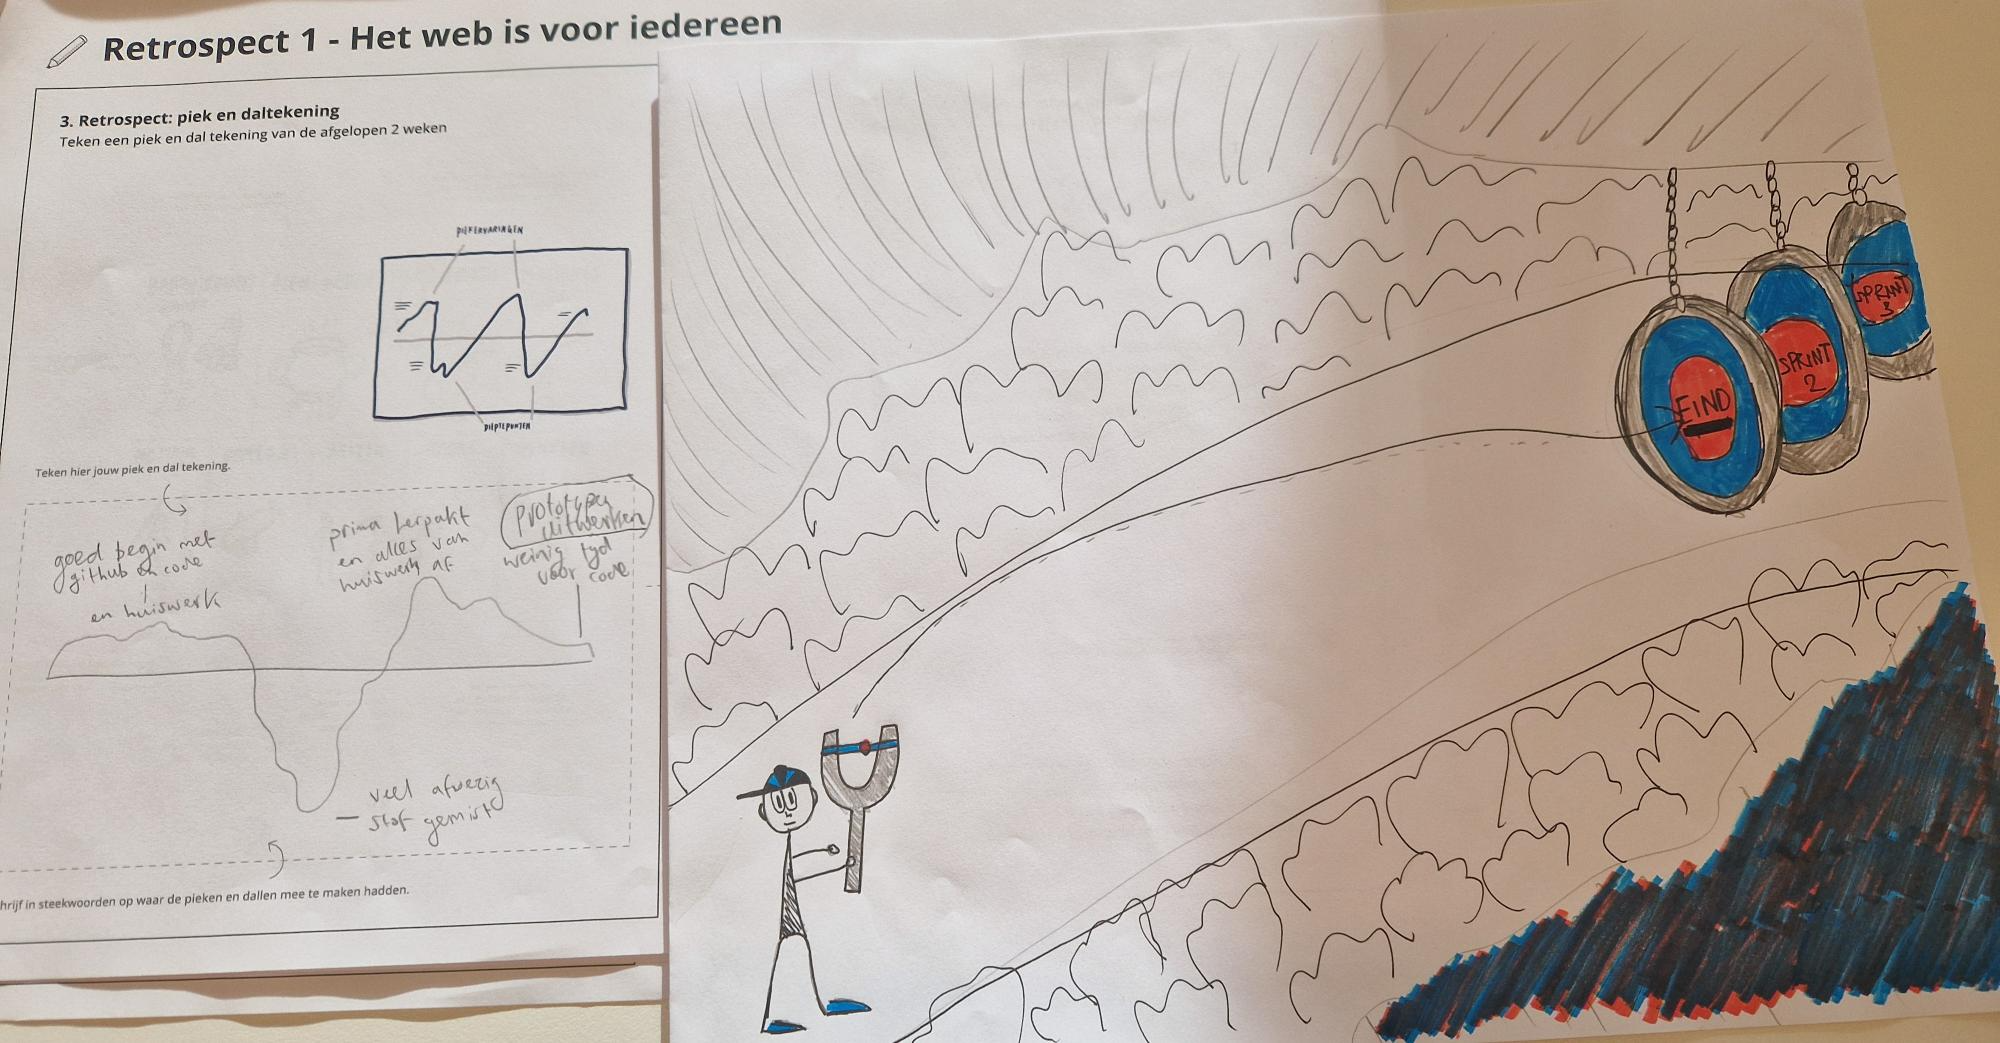 Retrospect 1 - Het web is voor iedereen
3. Retrospect: piek en daltekening
Teken een piek en dal tekening van de afgelopen 2 weken
PIEKERVARINGEN
DIEPTEPUNTEN
Teken hier jouw piek en dal tekening.
goed begin met
github en code
en huiswerk
prima herpakt
en alles van
huiswerk af
prototypen
uitwerken
weinig tijd
voor code
veel afwezig
— stof gemist
hrijf in steekwoorden op waar de pieken en dallen mee te maken hadden.
FIND
SPRINT
2
SPRINT
3